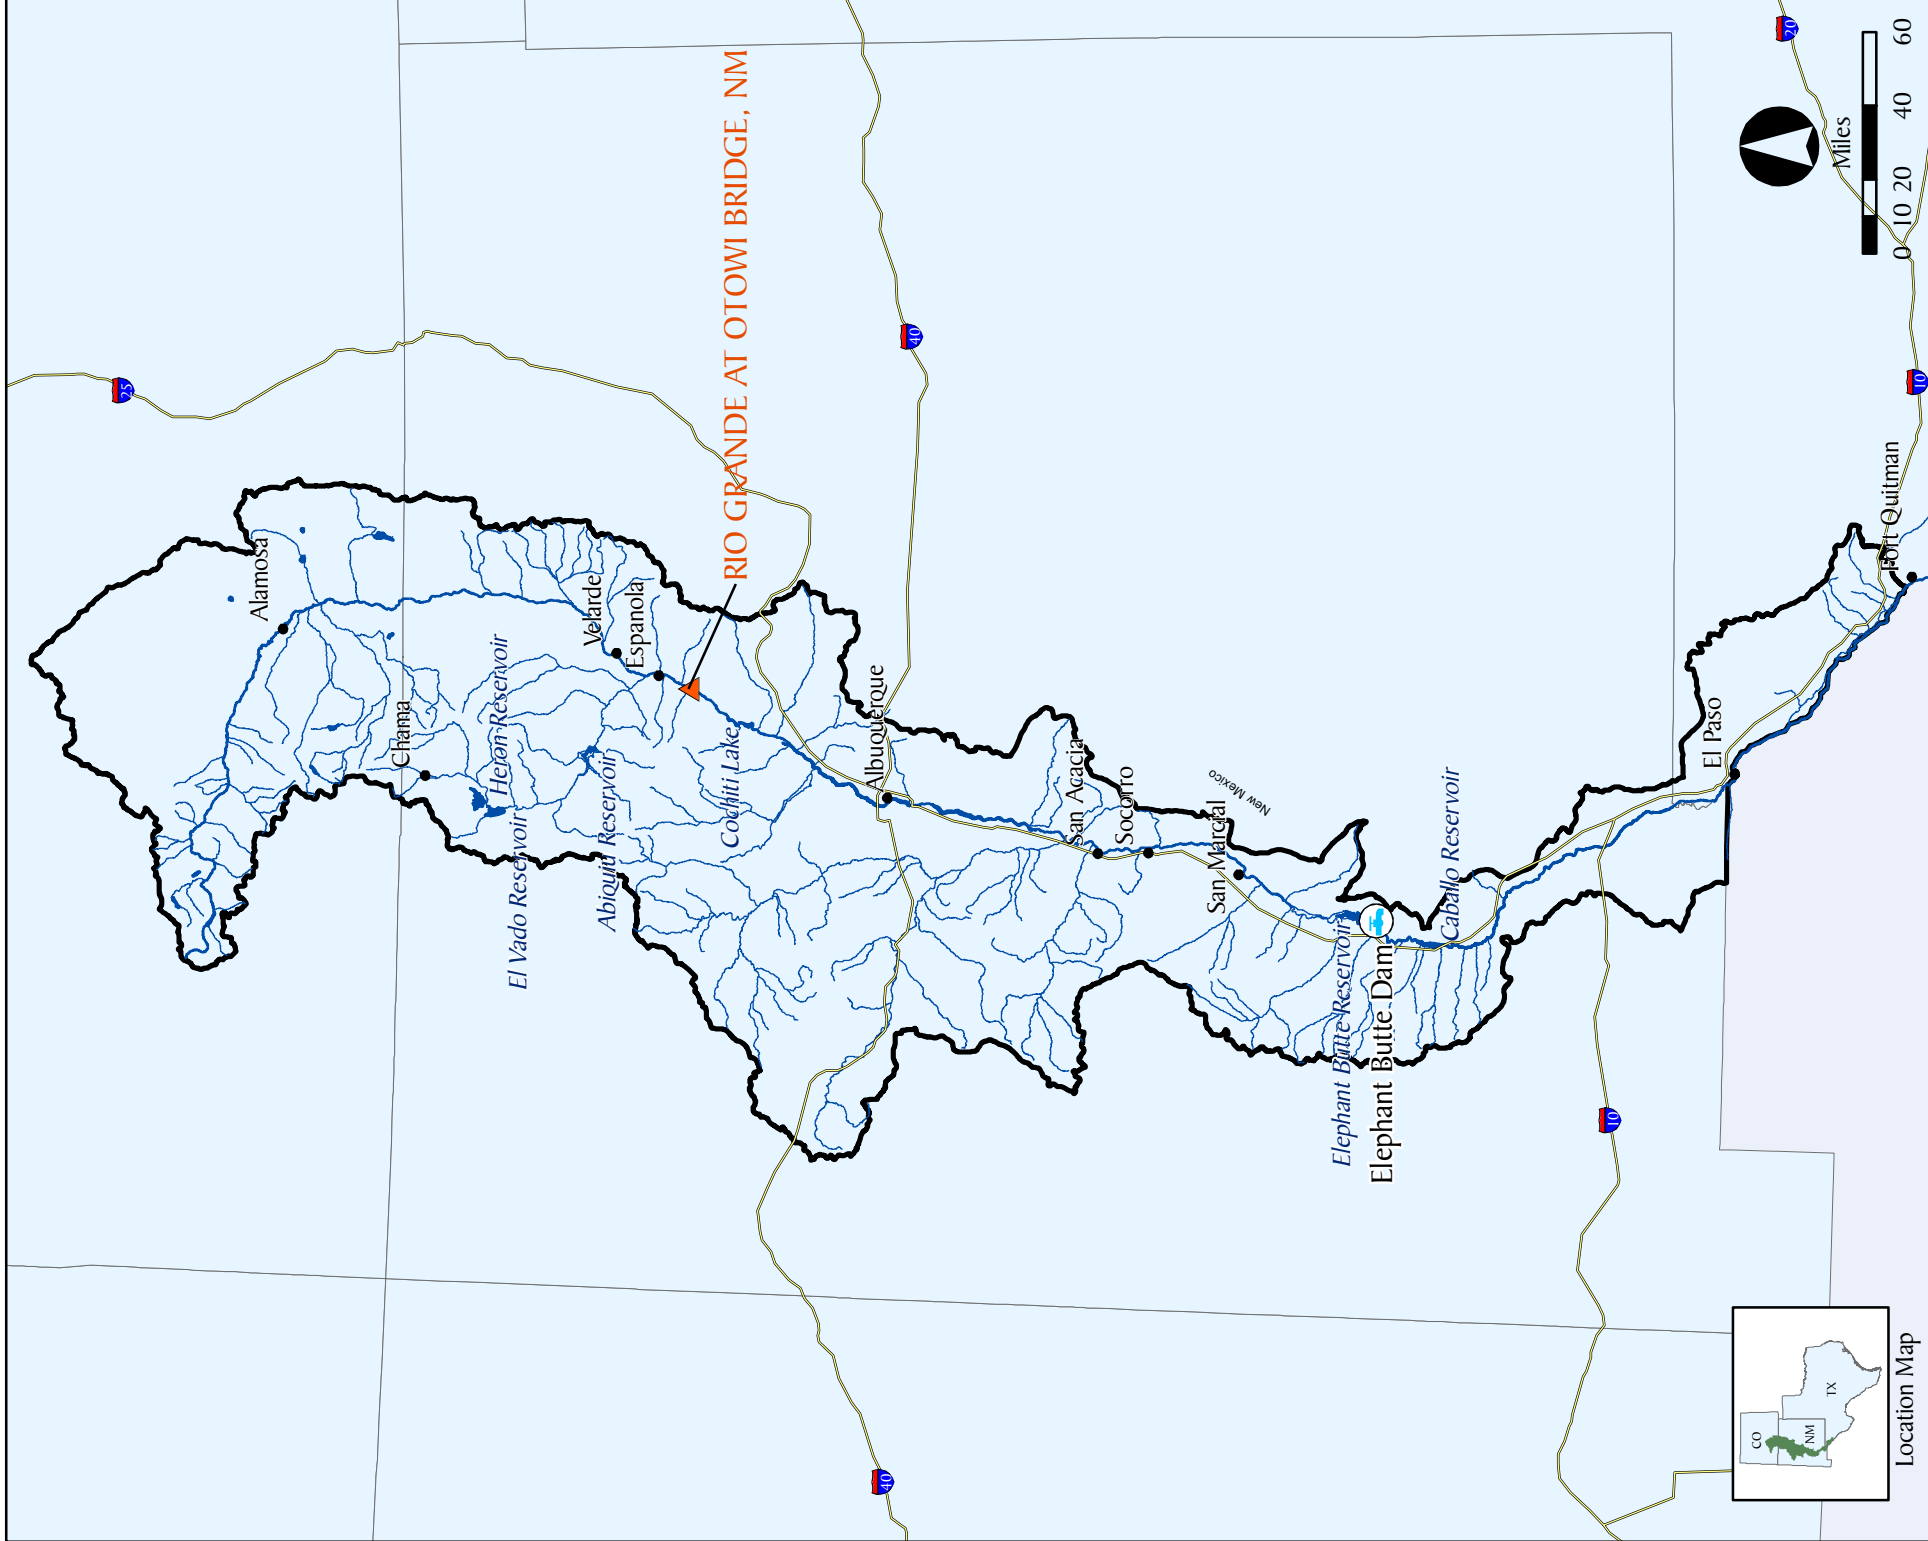 25
Alamosa
Chama
Heron Reservoir
El Vado Reservoir
Velarde
Espanola
Abiquiu Reservoir
RIO GRANDE AT OTOWI BRIDGE, NM
Cochiti Lake
40
Albuquerque
40
San Acacia
Socorro
New Mexico
San Marcial
Elephant Butte Reservoir
Elephant Butte Dam
Caballo Reservoir
10
El Paso
Fort Quitman
10
20
Miles
0 10 20 40 60
CO
NM
TX
Location Map